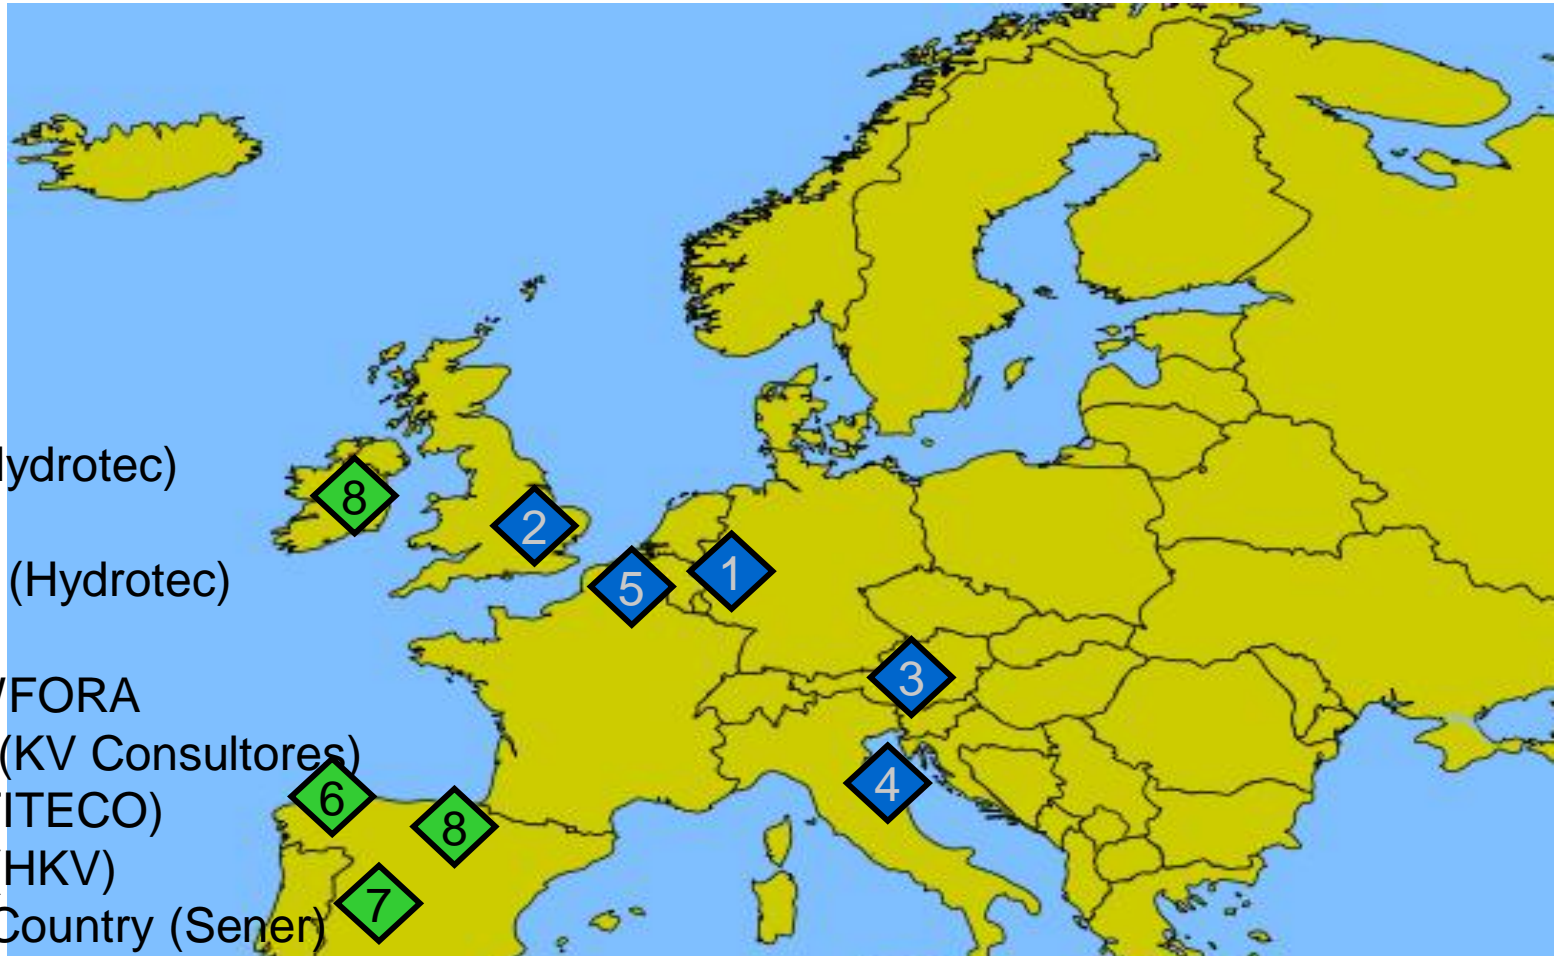 ydrotec)
8
2
1
(Hydrotec)
5
3
/FORA
(KV Consultores)
4
6
ITECO)
8
HKV)
7
Country (Sener)